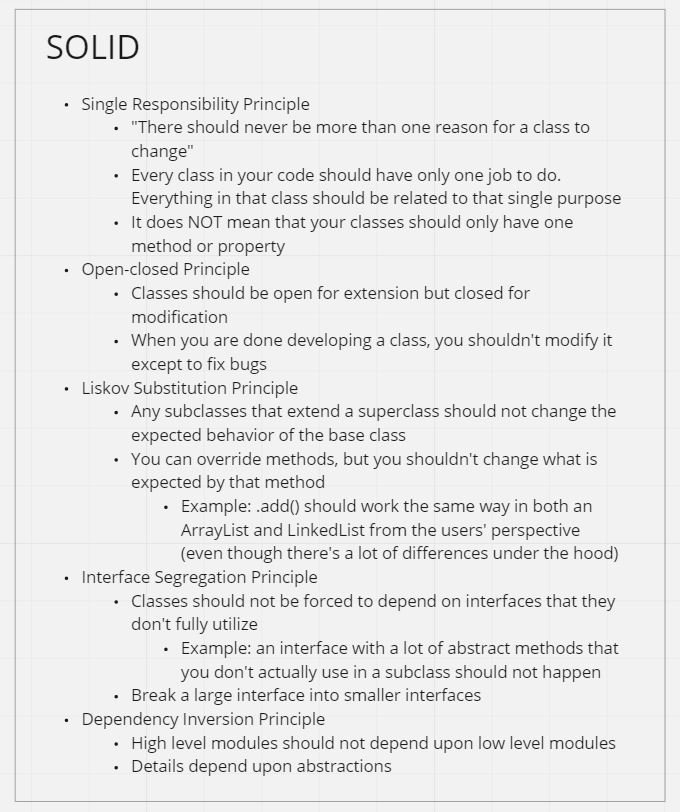 SOLID
• Single Responsibility Principle
• "There should never be more than one reason for a class to
change"
• Every class in your code should have only one job to do.
Everything in that class should be related to that single purpose
• It does NOT mean that your classes should only have one
method or property
• Open-closed Principle
• Classes should be open for extension but closed for
modification
• When you are done developing a class, you shouldn't modify it
except to fix bugs
• Liskov Substitution Principle
• Any subclasses that extend a superclass should not change the
expected behavior of the base class
• You can override methods, but you shouldn't change what is
expected by that method
• Example: .add() should work the same way in both an
ArrayList and LinkedList from the users' perspective
(even though there's a lot of differences under the hood)
• Interface Segregation Principle
• Classes should not be forced to depend on interfaces that they
don't fully utilize
• Example: an interface with a lot of abstract methods that
you don't actually use in a subclass should not happen
• Break a large interface into smaller interfaces
• Dependency Inversion Principle
• High level modules should not depend upon low level modules
• Details depend upon abstractions